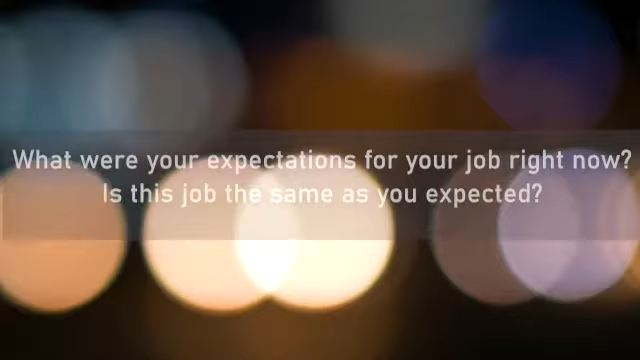 What were your expectations for your job right now?
Is this job the same as you expected?